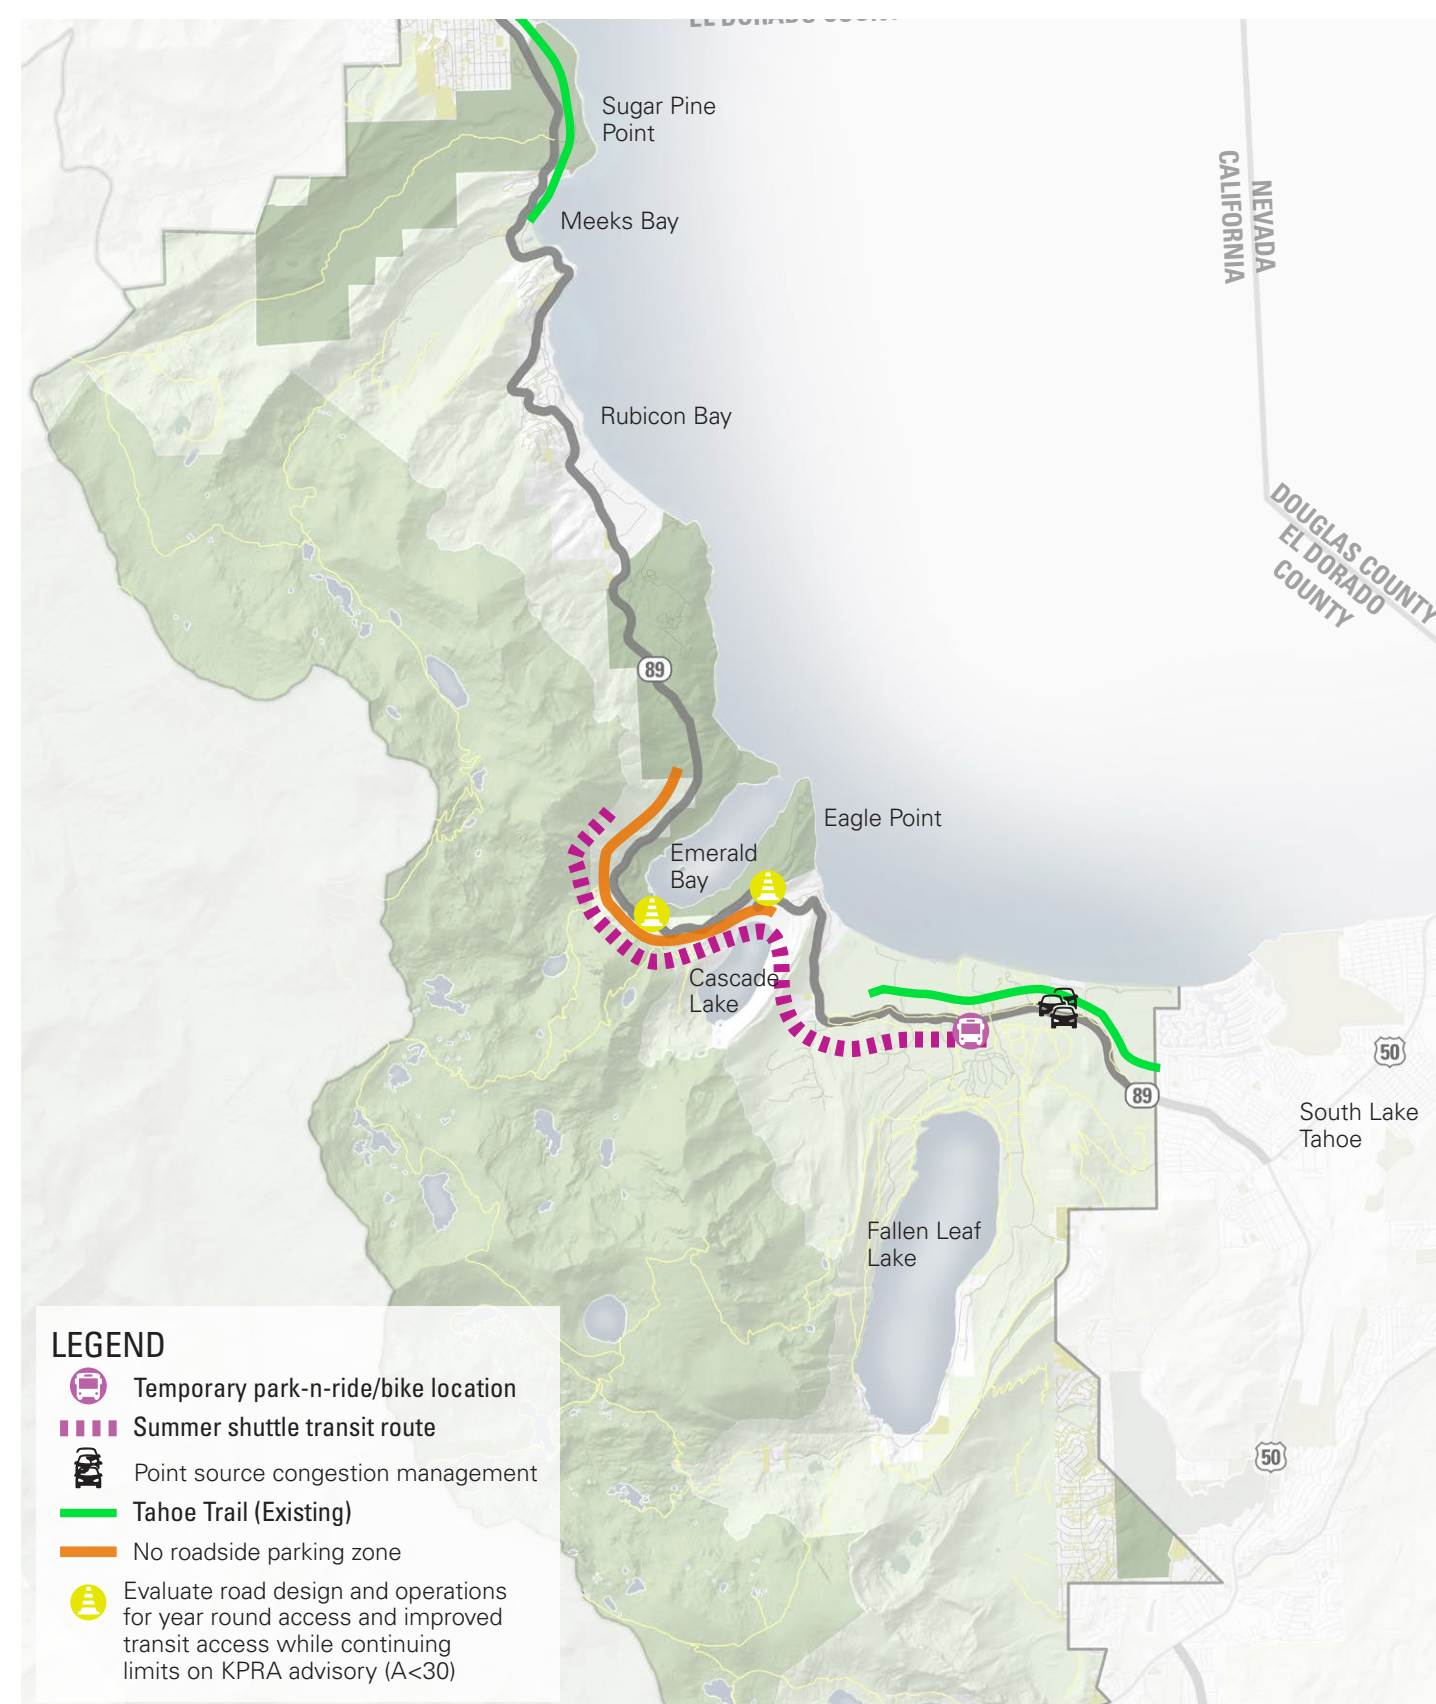 Sugar Pine
Point
Meeks Bay
NEVADA
CALIFORNIA
Rubicon Bay
DOUGLAS COUNTY
EL DORADO
COUNTY
89
Eagle Point
Emerald
Bay
Cascade
Lake
50
89
South Lake
Tahoe
Fallen Leaf
Lake
50
LEGEND
Temporary park-n-ride/bike location
Summer shuttle transit route
Point source congestion management
Tahoe Trail (Existing)
No roadside parking zone
Evaluate road design and operations
for year round access and improved
transit access while continuing
limits on KPRA advisory (A<30)